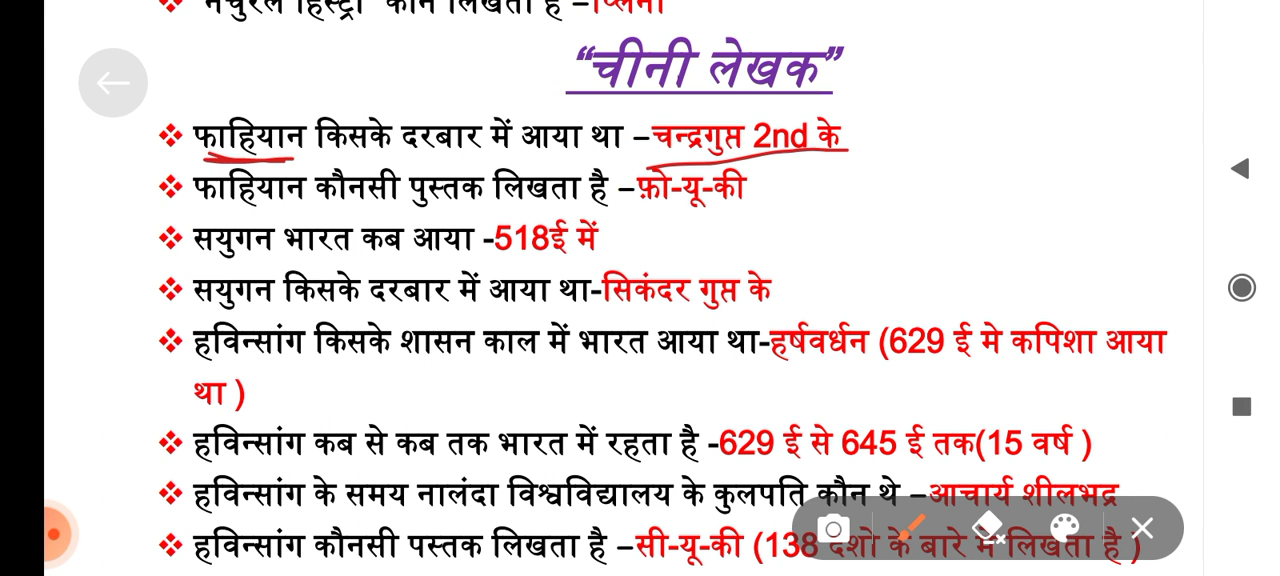 “चीनी लेखक”
❖ फाहियान किसके दरबार में आया था –चन्द्रगुप्त 2nd के
❖ फाहियान कौनसी पुस्तक लिखता है –फ़ो-यू-की
❖ सयुगन भारत कब आया -518ई में
❖ सयुगन किसके दरबार में आया था-सिकंदर गुप्त के
❖ हविन्सांग किसके शासन काल में भारत आया था-हर्षवर्धन (629 ई मे कपिशा आया
था )
❖ हविन्सांग कब से कब तक भारत में रहता है -629 ई से 645 ई तक(15 वर्ष )
❖ हविन्सांग के समय नालंदा विश्वविद्यालय के कुलपति कौन थे –आचार्य शीलभद्र
❖ हविन्सांग कौनसी पस्तक लिखता है –सी-यू-की (138 देशो के बारे में लिखता है )